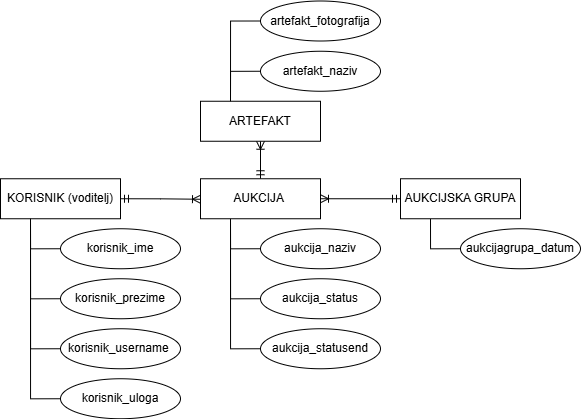 artefakt_fotografija
artefakt_naziv
ARTEFAKT
KORISNIK (voditelj)
AUKCIJA
AUKCIJSKA GRUPA
korisnik_ime
aukcija_naziv
aukcijagrupa_datum
korisnik_prezime
aukcija_status
korisnik_username
aukcija_statusend
korisnik_uloga